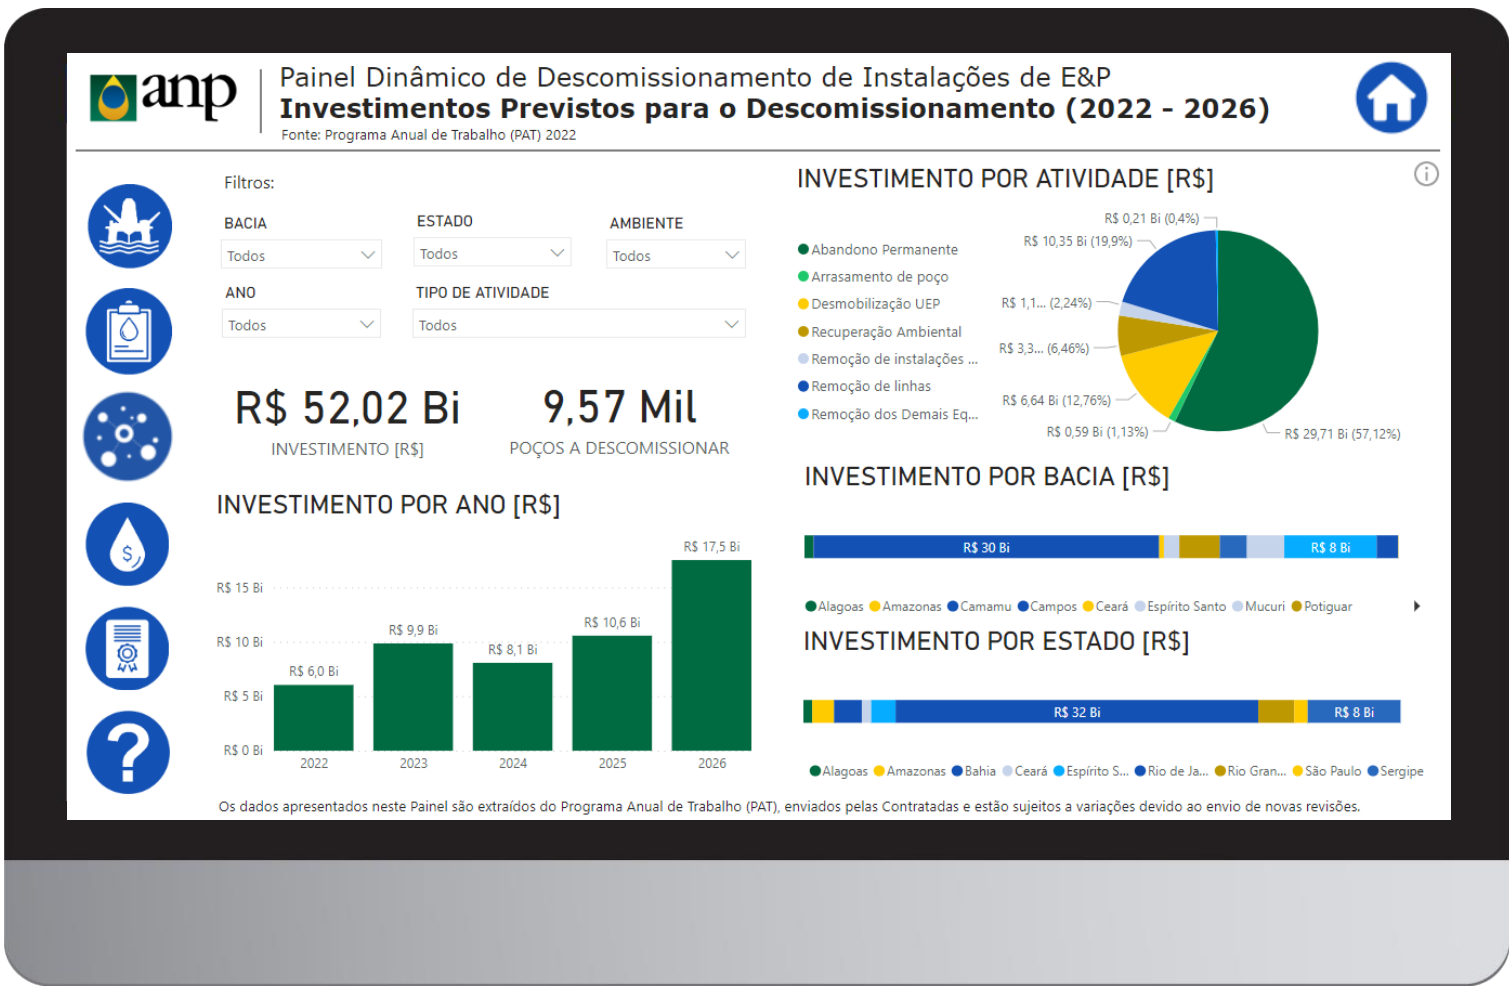 anp
Painel Dinâmico de Descomissionamento de Instalações de E&P
Investimentos Previstos para o Descomissionamento (2022 - 2026)
Fonte: Programa Anual de Trabalho (PAT) 2022
Filtros:
BACIA
Todos
ESTADO
Todos
AMBIENTE
Todos
ANO
Todos
TIPO DE ATIVIDADE
Todos
R$ 52,02 Bi
INVESTIMENTO [R$]
9,57 Mil
POÇOS A DESCOMISSIONAR
INVESTIMENTO POR ANO [R$]
R$ 15 Bi
R$ 10 Bi
R$ 5 Bi
R$ 0 Bi
R$ 6,0 Bi
R$ 9,9 Bi
R$ 8,1 Bi
R$ 10,6 Bi
R$ 17,5 Bi
2022
2023
2024
2025
2026
INVESTIMENTO POR ATIVIDADE [R$]
Abandono Permanente
Arrasamento de poço
Desmobilização UEP
Recuperação Ambiental
Remoção de instalações ...
Remoção de linhas
Remoção dos Demais Eq...
R$ 0,21 Bi (0,4%)
R$ 10,35 Bi (19,9%)
R$ 1,1... (2,24%)
R$ 3,3... (6,46%)
R$ 6,64 Bi (12,76%)
R$ 0,59 Bi (1,13%)
R$ 29,71 Bi (57,12%)
INVESTIMENTO POR BACIA [R$]
R$ 30 Bi
R$ 8 Bi
Alagoas Amazonas Camamu Campos Ceará Espírito Santo Mucuri Potiguar
INVESTIMENTO POR ESTADO [R$]
R$ 32 Bi
R$ 8 Bi
Alagoas Amazonas Bahia Ceará Espírito S... Rio de Ja... Rio Gran... São Paulo Sergipe
Os dados apresentados neste Painel são extraídos do Programa Anual de Trabalho (PAT), enviados pelas Contratadas e estão sujeitos a variações devido ao envio de novas revisões.